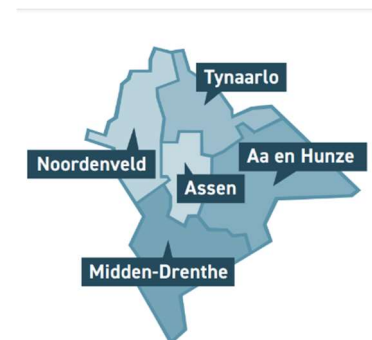 Tynaarlo
Noordenveld
Aa en Hunze
Assen
Midden-Drenthe